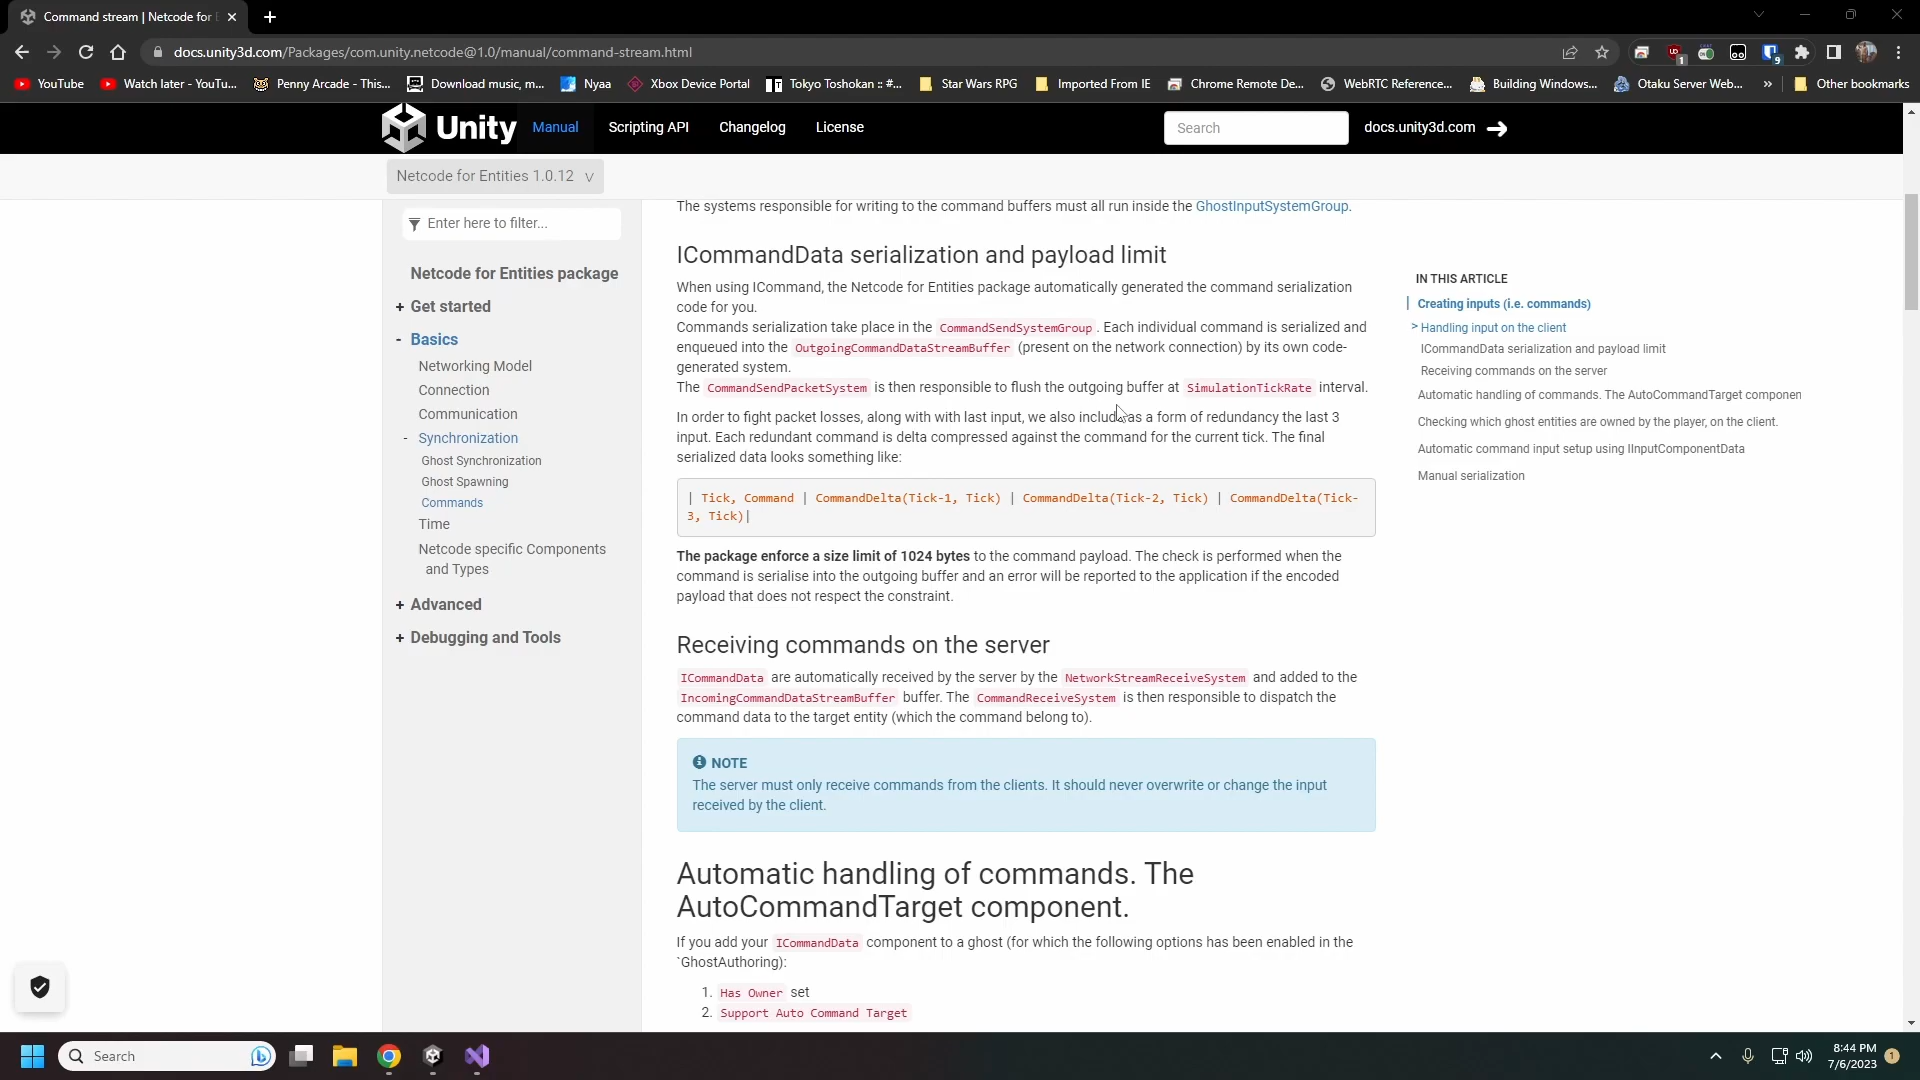 Command stream | Netcode for
docs.unity3d.com/Packages/com.unity.netcode@1.0/manual/command-stream.html
1
9
YouTube
Watch later - YouTu...
Penny Arcade - This...
Download music, m...
Nyaa
Xbox Device Portal
Tokyo Toshokan :: #...
Star Wars RPG
Imported From IE
Chrome Remote De...
WebRTC Reference...
Building Windows...
Otaku Server Web...
»
Other bookmarks
Unity
Manual
Scripting API
Changelog
License
Search
docs.unity3d.com
Netcode for Entities 1.0.12
Enter here to filter...
Netcode for Entities package
+ Get started
- Basics
Networking Model
Connection
Communication
- Synchronization
Ghost Synchronization
Ghost Spawning
Commands
Time
Netcode specific Components
and Types
+ Advanced
+ Debugging and Tools
The systems responsible for writing to the command buffers must all run inside the GhostInputSystemGroup.
ICommandData serialization and payload limit
When using ICommand, the Netcode for Entities package automatically generated the command serialization
code for you.
Commands serialization take place in the CommandSendSystemGroup . Each individual command is serialized and
enqueued into the OutgoingCommandDataStreamBuffer (present on the network connection) by its own code-
generated system.
The CommandSendPacketSystem is then responsible to flush the outgoing buffer at SimulationTickRate interval.
In order to fight packet losses, along with with last input, we also include as a form of redundancy the last 3
input. Each redundant command is delta compressed against the command for the current tick. The final
serialized data looks something like:
| Tick, Command | CommandDelta(Tick-1, Tick) | CommandDelta(Tick-2, Tick) | CommandDelta(Tick-
3, Tick)|
The package enforce a size limit of 1024 bytes to the command payload. The check is performed when the
command is serialise into the outgoing buffer and an error will be reported to the application if the encoded
payload that does not respect the constraint.
Receiving commands on the server
ICommandData are automatically received by the server by the NetworkStreamReceiveSystem and added to the
IncomingCommandDataStreamBuffer buffer. The CommandReceiveSystem is then responsible to dispatch the
command data to the target entity (which the command belong to).
NOTE
The server must only receive commands from the clients. It should never overwrite or change the input
received by the client.
Automatic handling of commands. The
AutoCommandTarget component.
If you add your ICommandData component to a ghost (for which the following options has been enabled in the
`GhostAuthoring):
1. Has Owner set
2. Support Auto Command Target
IN THIS ARTICLE
Creating inputs (i.e. commands)
> Handling input on the client
ICommandData serialization and payload limit
Receiving commands on the server
Automatic handling of commands. The AutoCommandTarget componen
Checking which ghost entities are owned by the player, on the client.
Automatic command input setup using IInputComponentData
Manual serialization
Search
8:44 PM
7/6/2023
1